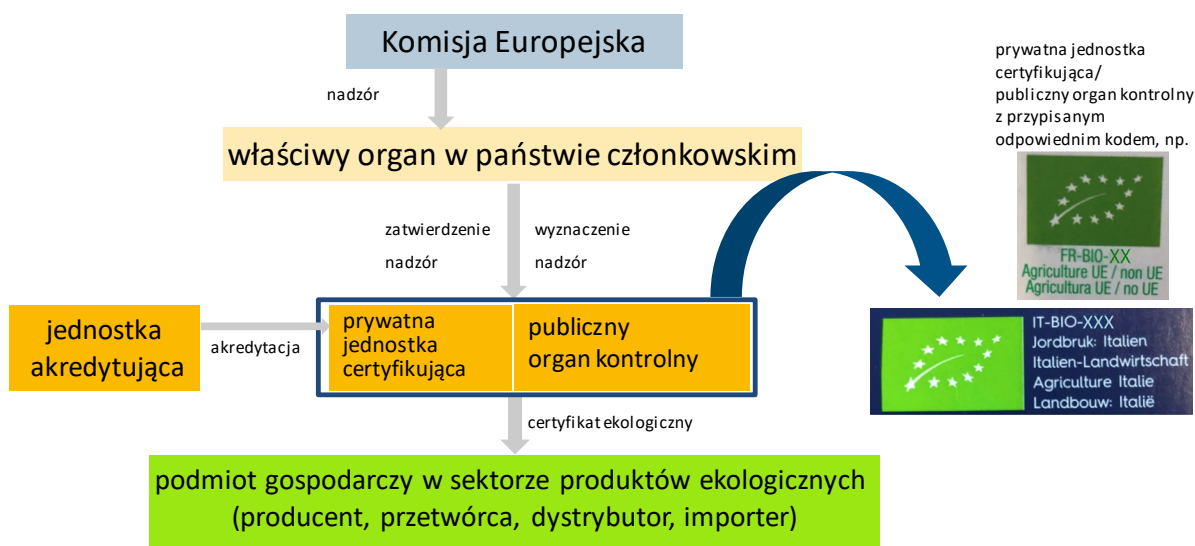 Komisja Europejska
nadzór
właściwy organ w państwie członkowskim
zatwierdzenie
nadzór
wyznaczenie
nadzór
jednostka
akredytująca
akredytacja
prywatna
jednostka
certyfikująca
publiczny
organ kontrolny
certyfikat ekologiczny
podmiot gospodarczy w sektorze produktów ekologicznych
(producent, przetwórca, dystrybutor, importer)
prywatna jednostka
certyfikująca/
publiczny organ kontrolny
z przypisanym
odpowiednim kodem, np.
FR-BIO-XX
Agriculture UE / non UE
Agricultura UE / no UE
IT-BIO-XXX
Jordbruk: Italien
Italien-Landwirtschaft
Agriculture Italie
Landbouw: Italië